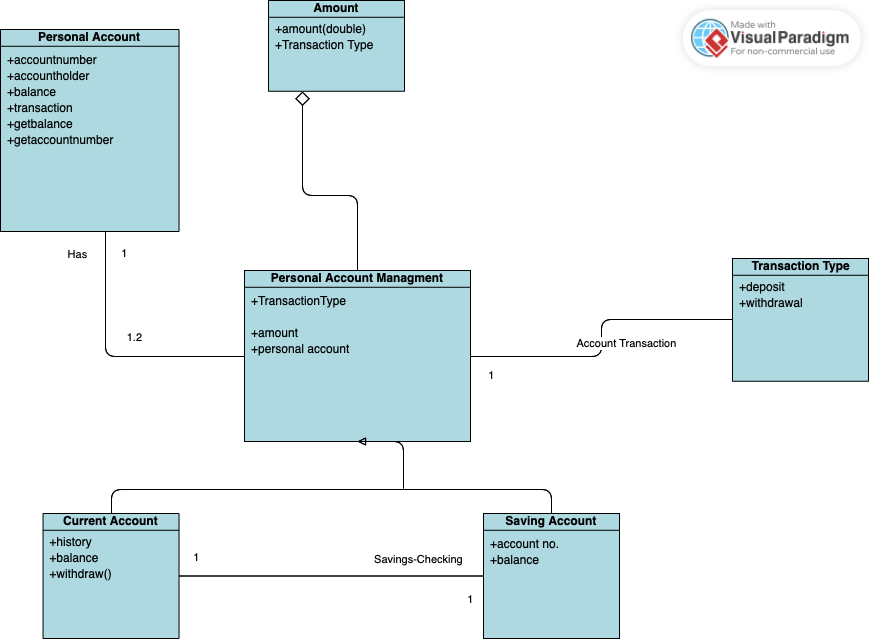 Amount
+amount(double)
+Transaction Type
Made with
Visual Paradigm
For non-commercial use
Personal Account
+accountnumber
+accountholder
+balance
+transaction
+getbalance
+getaccountnumber
Has
1
1.2
Personal Account Managment
+TransactionType
+amount
+personal account
1
Account Transaction
Transaction Type
+deposit
+withdrawal
Current Account
+history
+balance
+withdraw()
1
Savings-Checking
1
Saving Account
+account no.
+balance